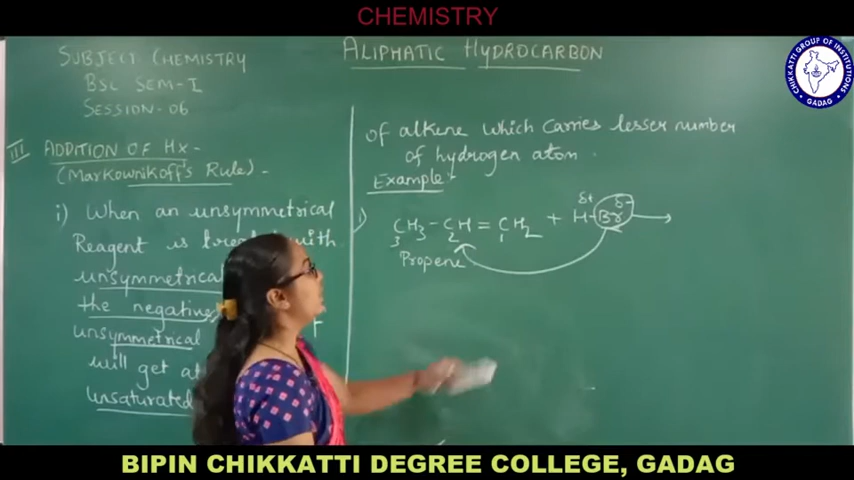 CHEMISTRY
CHIKKATTI GROUP OF INSTITUTIONS
GADAG
SUBJECT CHEMISTRY
BSC SEM-I
SESSION-06
ALIPHATIC HYDROCARBON
III ADDITION OF HX-
(Markownikoff's Rule) -
i) When an unsymmetrical
Reagent is treated with
unsymmetrical
the negative
unsymmetrical
will get
unsaturated
of alkene which carries lesser number
of hydrogen atom.
Example:-
i) CH3 - CH = CH2 + H-Br →
δ+ δ-
3 2 1
Propene
BIPIN CHIKKATTI DEGREE COLLEGE, GADAG